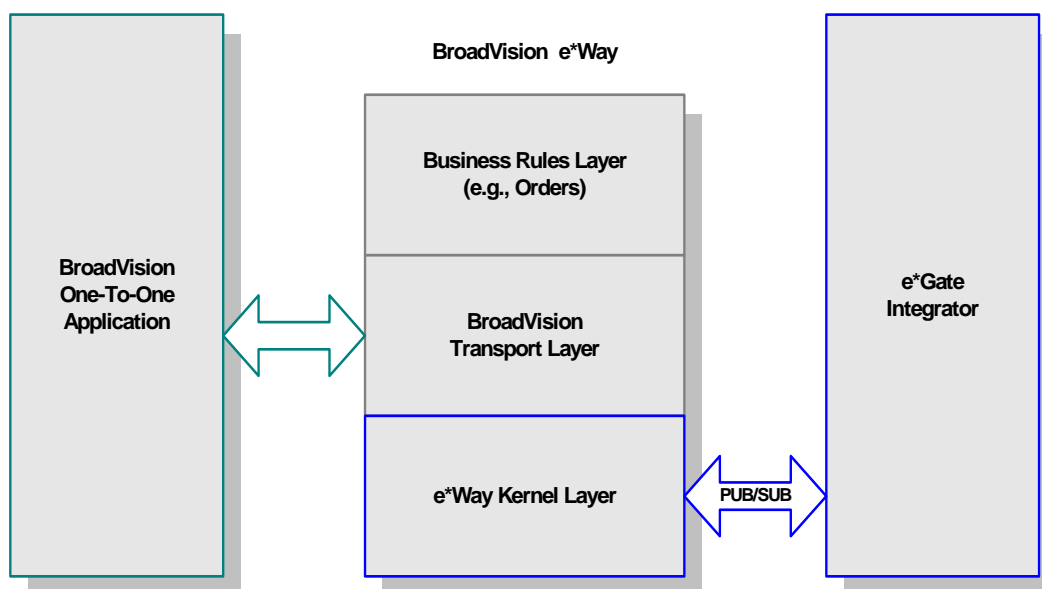 BroadVision e*Way
Business Rules Layer
(e.g., Orders)
BroadVision
One-To-One
Application
BroadVision
Transport Layer
e*Gate
Integrator
e*Way Kernel Layer
PUB/SUB